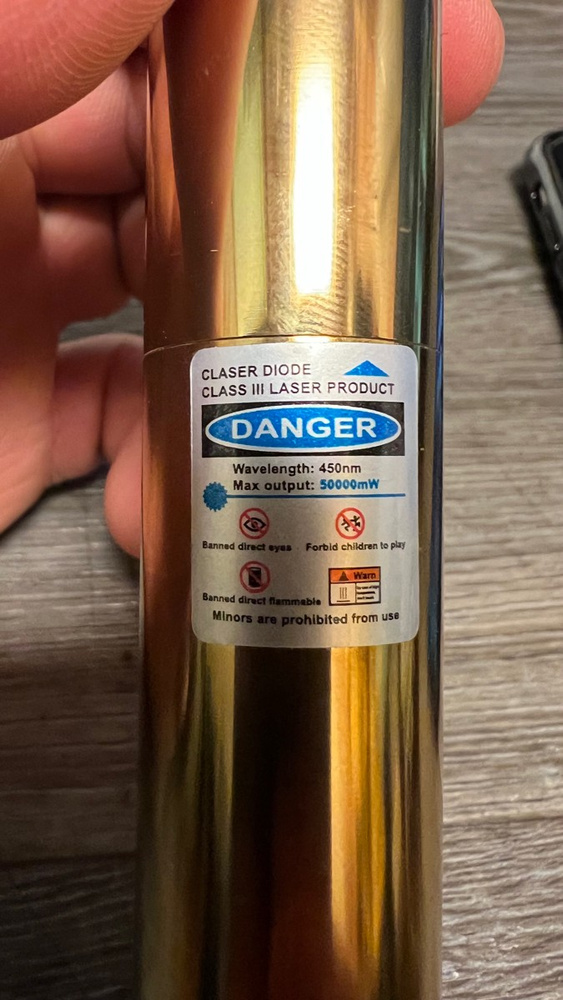 CLASER DIODE
CLASS III LASER PRODUCT
DANGER
Wavelength: 450nm
Max output: 50000mW
Banned direct eyes
Forbid children to play
Warn
Banned direct flammable
Minors are prohibited from use